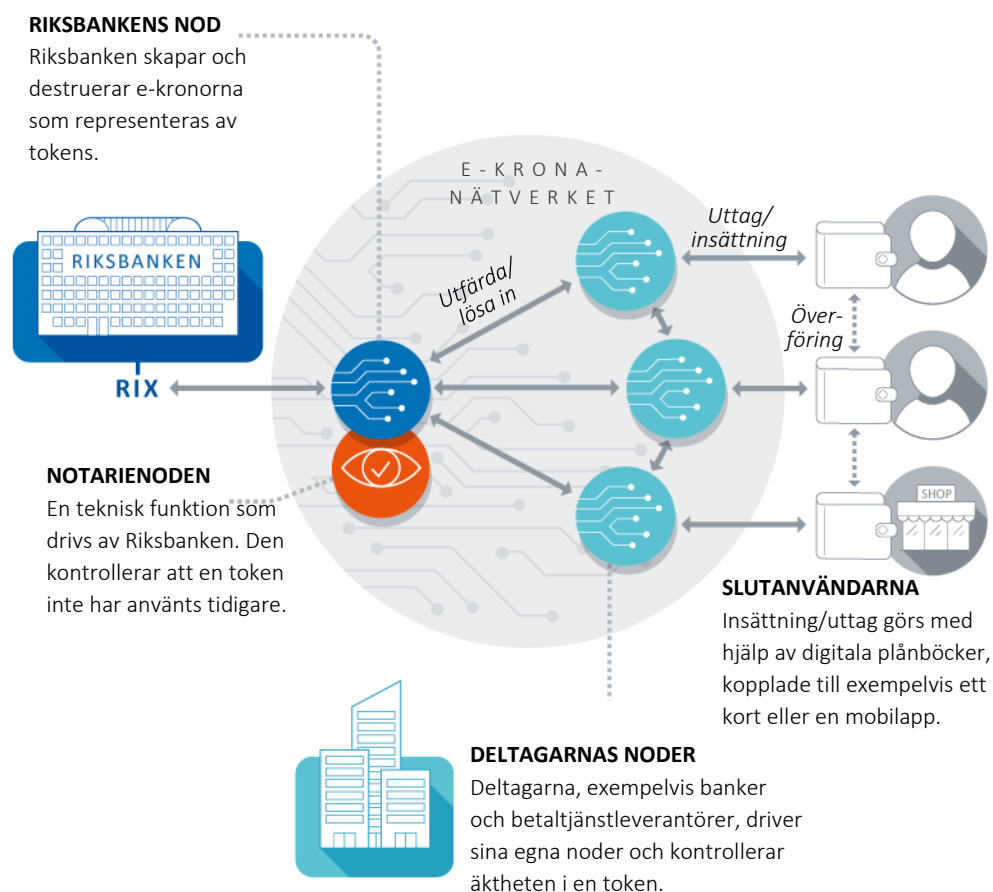 RIKSBANKENS NOD
Riksbanken skapar och
destruerar e-kronorna
som representeras av
tokens.
E-KRONA-
NÄTVERKET
Uttag/
insättning
RIKSBANKEN
Utfärda/
lösa in
Över-
föring
RIX
NOTARIENODEN
En teknisk funktion som
drivs av Riksbanken. Den
kontrollerar att en token
inte har använts tidigare.
SHOP
SLUTANVÄNDARNA
Insättning/uttag görs med
hjälp av digitala plånböcker,
kopplade till exempelvis ett
kort eller en mobilapp.
DELTAGARNAS NODER
Deltagarna, exempelvis banker
och betaltjänstleverantörer, driver
sina egna noder och kontrollerar
äktheten i en token.